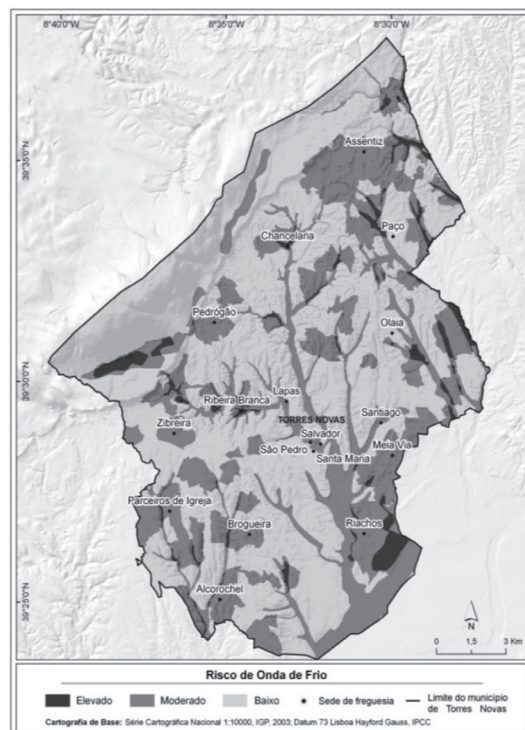 8°40'0"W 8°35'0"W 8°30'0"W
39°35'0"N
39°30'0"N
39°25'0"N
Assentiz
Paço
Chancelaria
Pedrógão
Olaia
Lapas
Ribeira Branca
TORRES NOVAS
Santiago
Zibreira
Salvador
Meia Via
São Pedro
Santa Maria
Parceiros de Igreja
Brogueira
Riachos
Alcorochel
N
0 1,5 3 Km
Risco de Onda de Frio
Elevado Moderado Baixo Sede de freguesia Limite do município
de Torres Novas
Cartografia de Base: Série Cartográfica Nacional 1:10000, IGP, 2003; Datum 73 Lisboa Hayford Gauss, IPCC